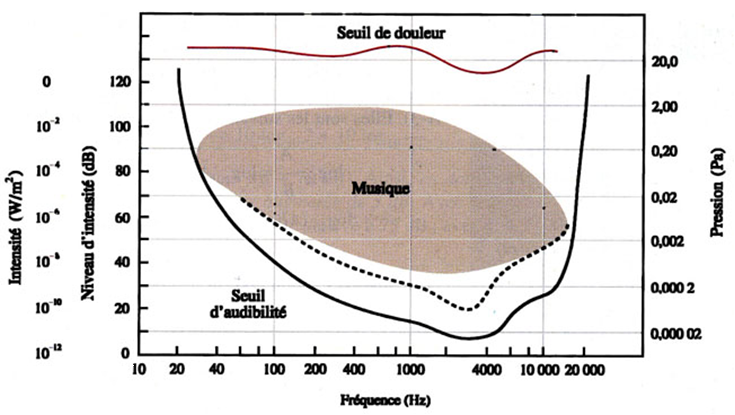 Seuil de douleur
Musique
Seuil
d'audibilité
Intensité (W/m²)
0
10⁻²
10⁻⁴
10⁻⁶
10⁻⁸
10⁻¹⁰
10⁻¹²
Niveau d'intensité (dB)
120
100
80
60
40
20
0
20,0
2,00
0,20
0,02
0,002
0,000 2
0,000 02
Pression (Pa)
10 20 40 100 200 400 1000 4000 10 000 20 000
Fréquence (Hz)